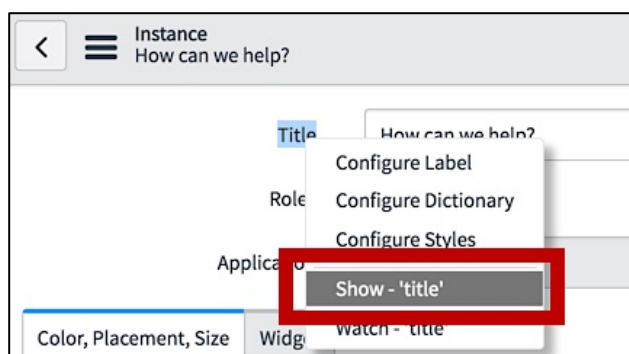 Instance
How can we help?
Title How can we help?
Configure Label
Role Configure Dictionary
Configure Styles
Show - 'title'
Color, Placement, Size
Watch - 'title'